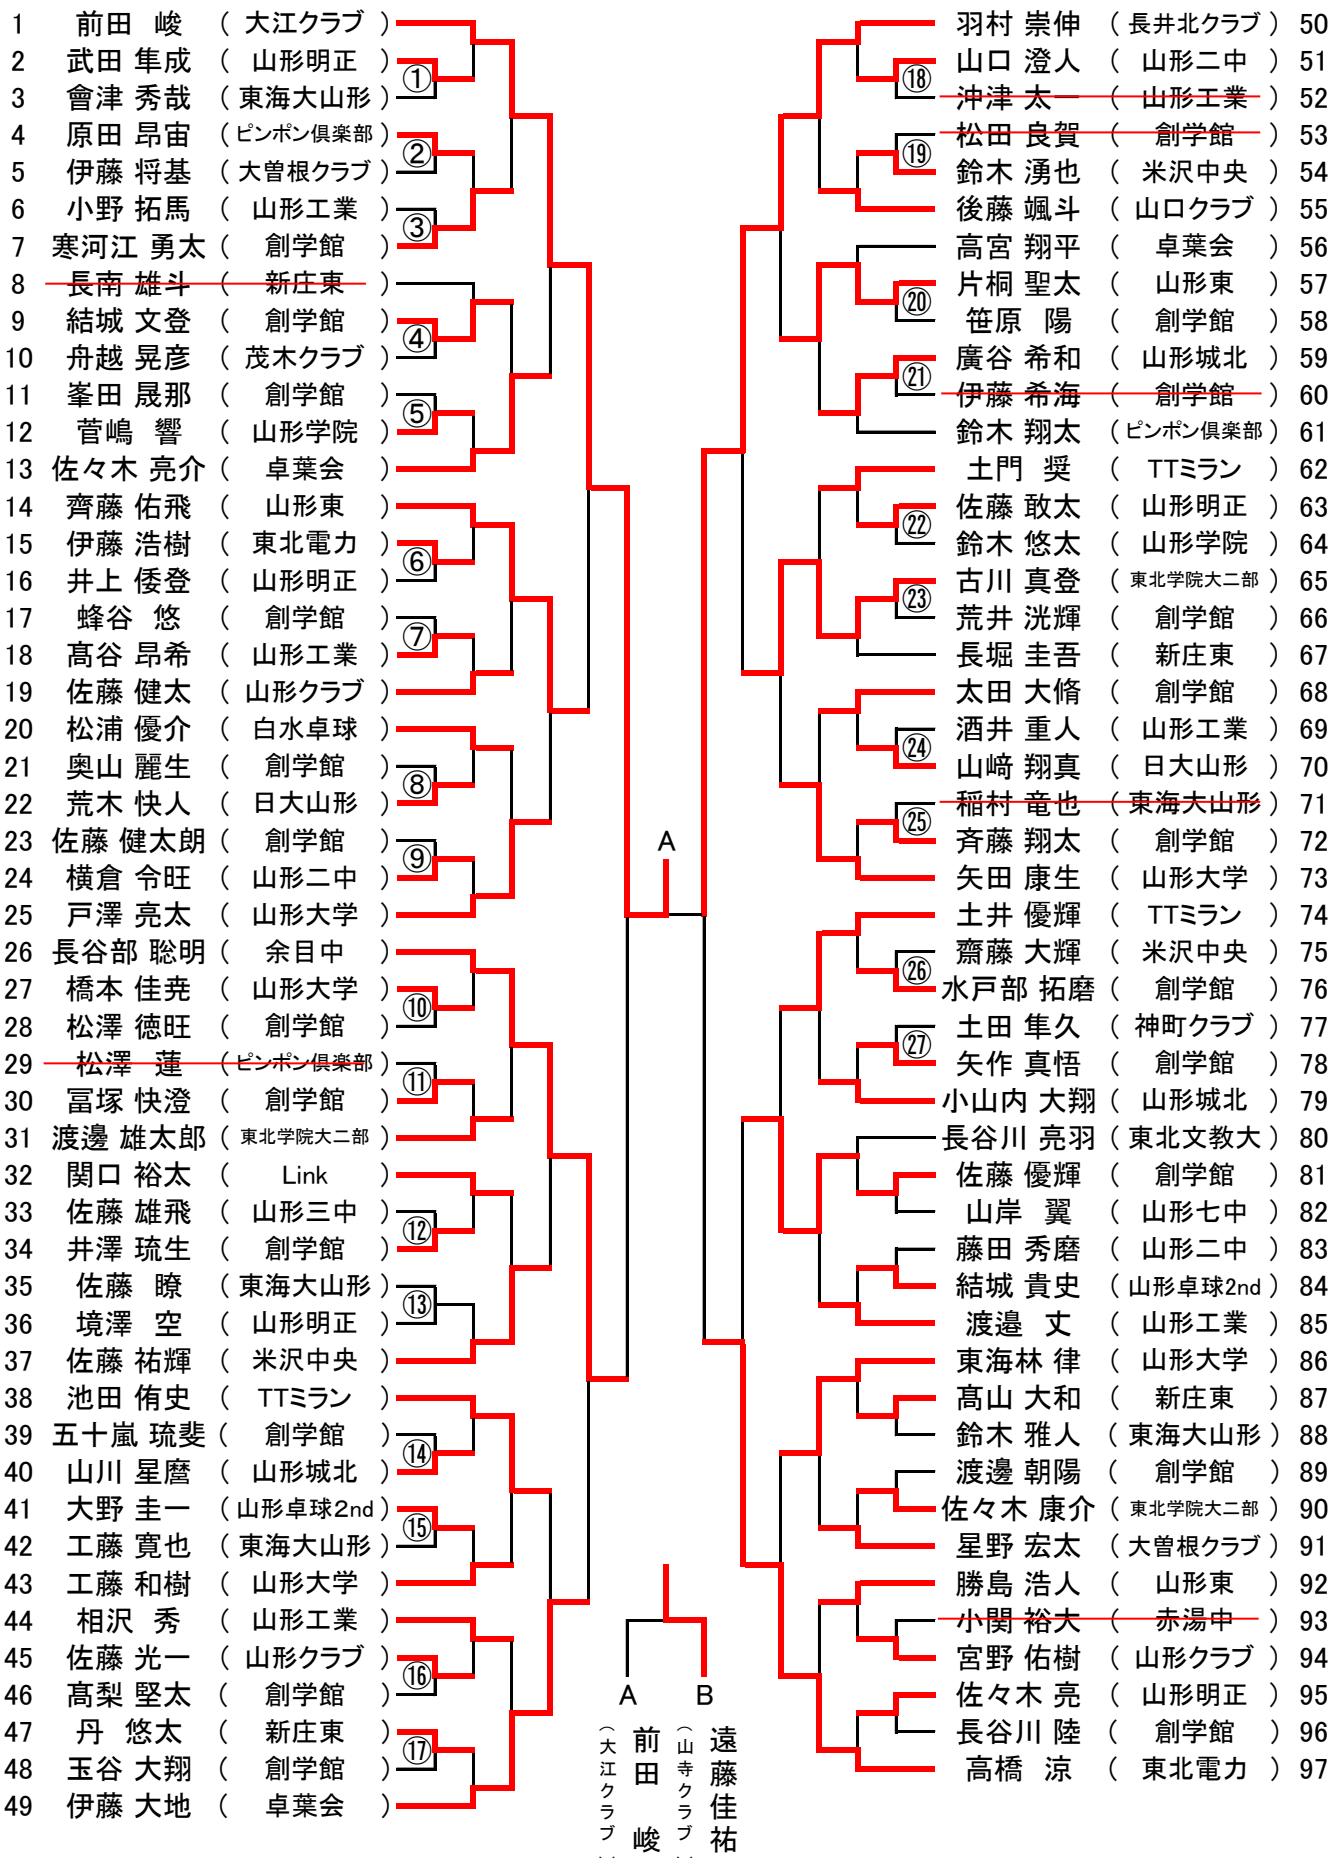 1 前田 峻 ( 大江クラブ )
2 武田 隼成 ( 山形明正 )
①
3 會津 秀哉 ( 東海大山形 )
4 原田 昂宙 ( ピンポン倶楽部 )
②
5 伊藤 将基 ( 大曽根クラブ )
6 小野 拓馬 ( 山形工業 )
③
7 寒河江 勇太 ( 創学館 )
8 長南 雄斗 ( 新庄東 )
9 結城 文登 ( 創学館 )
④
10 舟越 晃彦 ( 茂木クラブ )
11 峯田 晟那 ( 創学館 )
⑤
12 菅嶋 響 ( 山形学院 )
13 佐々木 亮介 ( 卓葉会 )
14 齊藤 佑飛 ( 山形東 )
15 伊藤 浩樹 ( 東北電力 )
⑥
16 井上 倭登 ( 山形明正 )
17 蜂谷 悠 ( 創学館 )
⑦
18 髙谷 昂希 ( 山形工業 )
19 佐藤 健太 ( 山形クラブ )
20 松浦 優介 ( 白水卓球 )
21 奥山 麗生 ( 創学館 )
⑧
22 荒木 快人 ( 日大山形 )
23 佐藤 健太朗 ( 創学館 )
⑨
24 横倉 令旺 ( 山形二中 )
25 戸澤 亮太 ( 山形大学 )
26 長谷部 聡明 ( 余目中 )
27 橋本 佳尭 ( 山形大学 )
⑩
28 松澤 徳旺 ( 創学館 )
29 松澤 蓮 ( ピンポン倶楽部 )
⑪
30 冨塚 快澄 ( 創学館 )
31 渡邊 雄太郎 ( 東北学院大二部 )
32 関口 裕太 ( Link )
33 佐藤 雄飛 ( 山形三中 )
⑫
34 井澤 琉生 ( 創学館 )
35 佐藤 瞭 ( 東海大山形 )
⑬
36 境澤 空 ( 山形明正 )
37 佐藤 祐輝 ( 米沢中央 )
38 池田 侑史 ( TTミラン )
39 五十嵐 琉斐 ( 創学館 )
⑭
40 山川 星麿 ( 山形城北 )
41 大野 圭一 ( 山形卓球2nd )
⑮
42 工藤 寛也 ( 東海大山形 )
43 工藤 和樹 ( 山形大学 )
44 相沢 秀 ( 山形工業 )
45 佐藤 光一 ( 山形クラブ )
⑯
46 髙梨 堅太 ( 創学館 )
47 丹 悠太 ( 新庄東 )
⑰
48 玉谷 大翔 ( 創学館 )
49 伊藤 大地 ( 卓葉会 )
A
A B
前田 峻
(大江クラブ
遠藤佳祐
(山寺クラブ
羽村 崇伸 ( 長井北クラブ ) 50
山口 澄人 ( 山形二中 ) 51
⑱
沖津 太一 ( 山形工業 ) 52
松田 良賀 ( 創学館 ) 53
⑲
鈴木 湧也 ( 米沢中央 ) 54
後藤 颯斗 ( 山口クラブ ) 55
高宮 翔平 ( 卓葉会 ) 56
片桐 聖太 ( 山形東 ) 57
⑳
笹原 陽 ( 創学館 ) 58
廣谷 希和 ( 山形城北 ) 59
㉑
伊藤 希海 ( 創学館 ) 60
鈴木 翔太 ( ピンポン倶楽部 ) 61
土門 奨 ( TTミラン ) 62
佐藤 敢太 ( 山形明正 ) 63
㉒
鈴木 悠太 ( 山形学院 ) 64
古川 真登 ( 東北学院大二部 ) 65
㉓
荒井 洸輝 ( 創学館 ) 66
長堀 圭吾 ( 新庄東 ) 67
太田 大脩 ( 創学館 ) 68
酒井 重人 ( 山形工業 ) 69
㉔
山﨑 翔真 ( 日大山形 ) 70
稲村 竜也 ( 東海大山形 ) 71
㉕
斉藤 翔太 ( 創学館 ) 72
矢田 康生 ( 山形大学 ) 73
土井 優輝 ( TTミラン ) 74
齋藤 大輝 ( 米沢中央 ) 75
㉖
水戸部 拓磨 ( 創学館 ) 76
土田 隼久 ( 神町クラブ ) 77
㉗
矢作 真悟 ( 創学館 ) 78
小山内 大翔 ( 山形城北 ) 79
長谷川 亮羽 ( 東北文教大 ) 80
佐藤 優輝 ( 創学館 ) 81
山岸 翼 ( 山形七中 ) 82
藤田 秀磨 ( 山形二中 ) 83
結城 貴史 ( 山形卓球2nd ) 84
渡邉 丈 ( 山形工業 ) 85
東海林 律 ( 山形大学 ) 86
髙山 大和 ( 新庄東 ) 87
鈴木 雅人 ( 東海大山形 ) 88
渡邊 朝陽 ( 創学館 ) 89
佐々木 康介 ( 東北学院大二部 ) 90
星野 宏太 ( 大曽根クラブ ) 91
勝島 浩人 ( 山形東 ) 92
小関 裕大 ( 赤湯中 ) 93
宮野 佑樹 ( 山形クラブ ) 94
佐々木 亮 ( 山形明正 ) 95
長谷川 陸 ( 創学館 ) 96
高橋 涼 ( 東北電力 ) 97